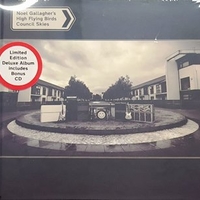 Noel Gallagher's
High Flying Birds
Council Skies
Limited
Edition
Deluxe Album
includes
Bonus
CD